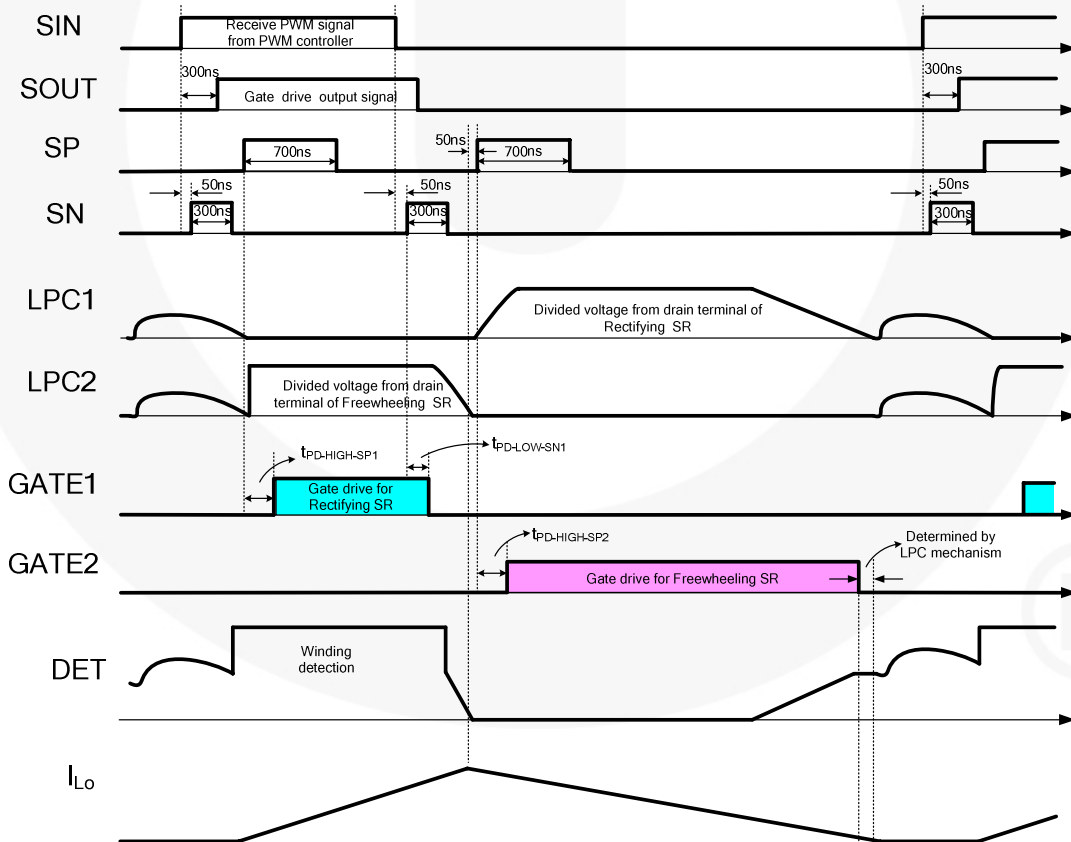 SIN
Receive PWM signal
from PWM controller
300ns
300ns
SOUT
Gate drive output signal
SP
700ns
50ns
700ns
50ns
50ns
50ns
SN
300ns
300ns
300ns
LPC1
Divided voltage from drain terminal of
Rectifying SR
LPC2
Divided voltage from drain
terminal of Freewheeling SR
tPD-HIGH-SP1
tPD-LOW-SN1
GATE1
Gate drive for
Rectifying SR
tPD-HIGH-SP2
Determined by
LPC mechanism
GATE2
Gate drive for Freewheeling SR
DET
Winding
detection
ILo